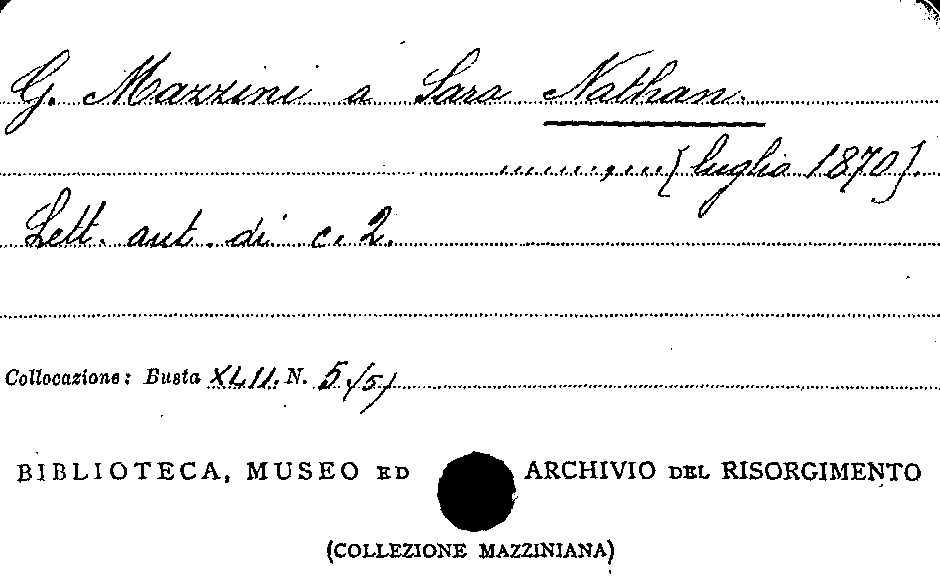 G. Mazzini a Sara Nathan.
........,....[luglio 1870].
Lett. aut. di c. 2.
Collocazione: Busta XLII. N. 5/5)
BIBLIOTECA, MUSEO ED ARCHIVIO DEL RISORGIMENTO
(COLLEZIONE MAZZINIANA)